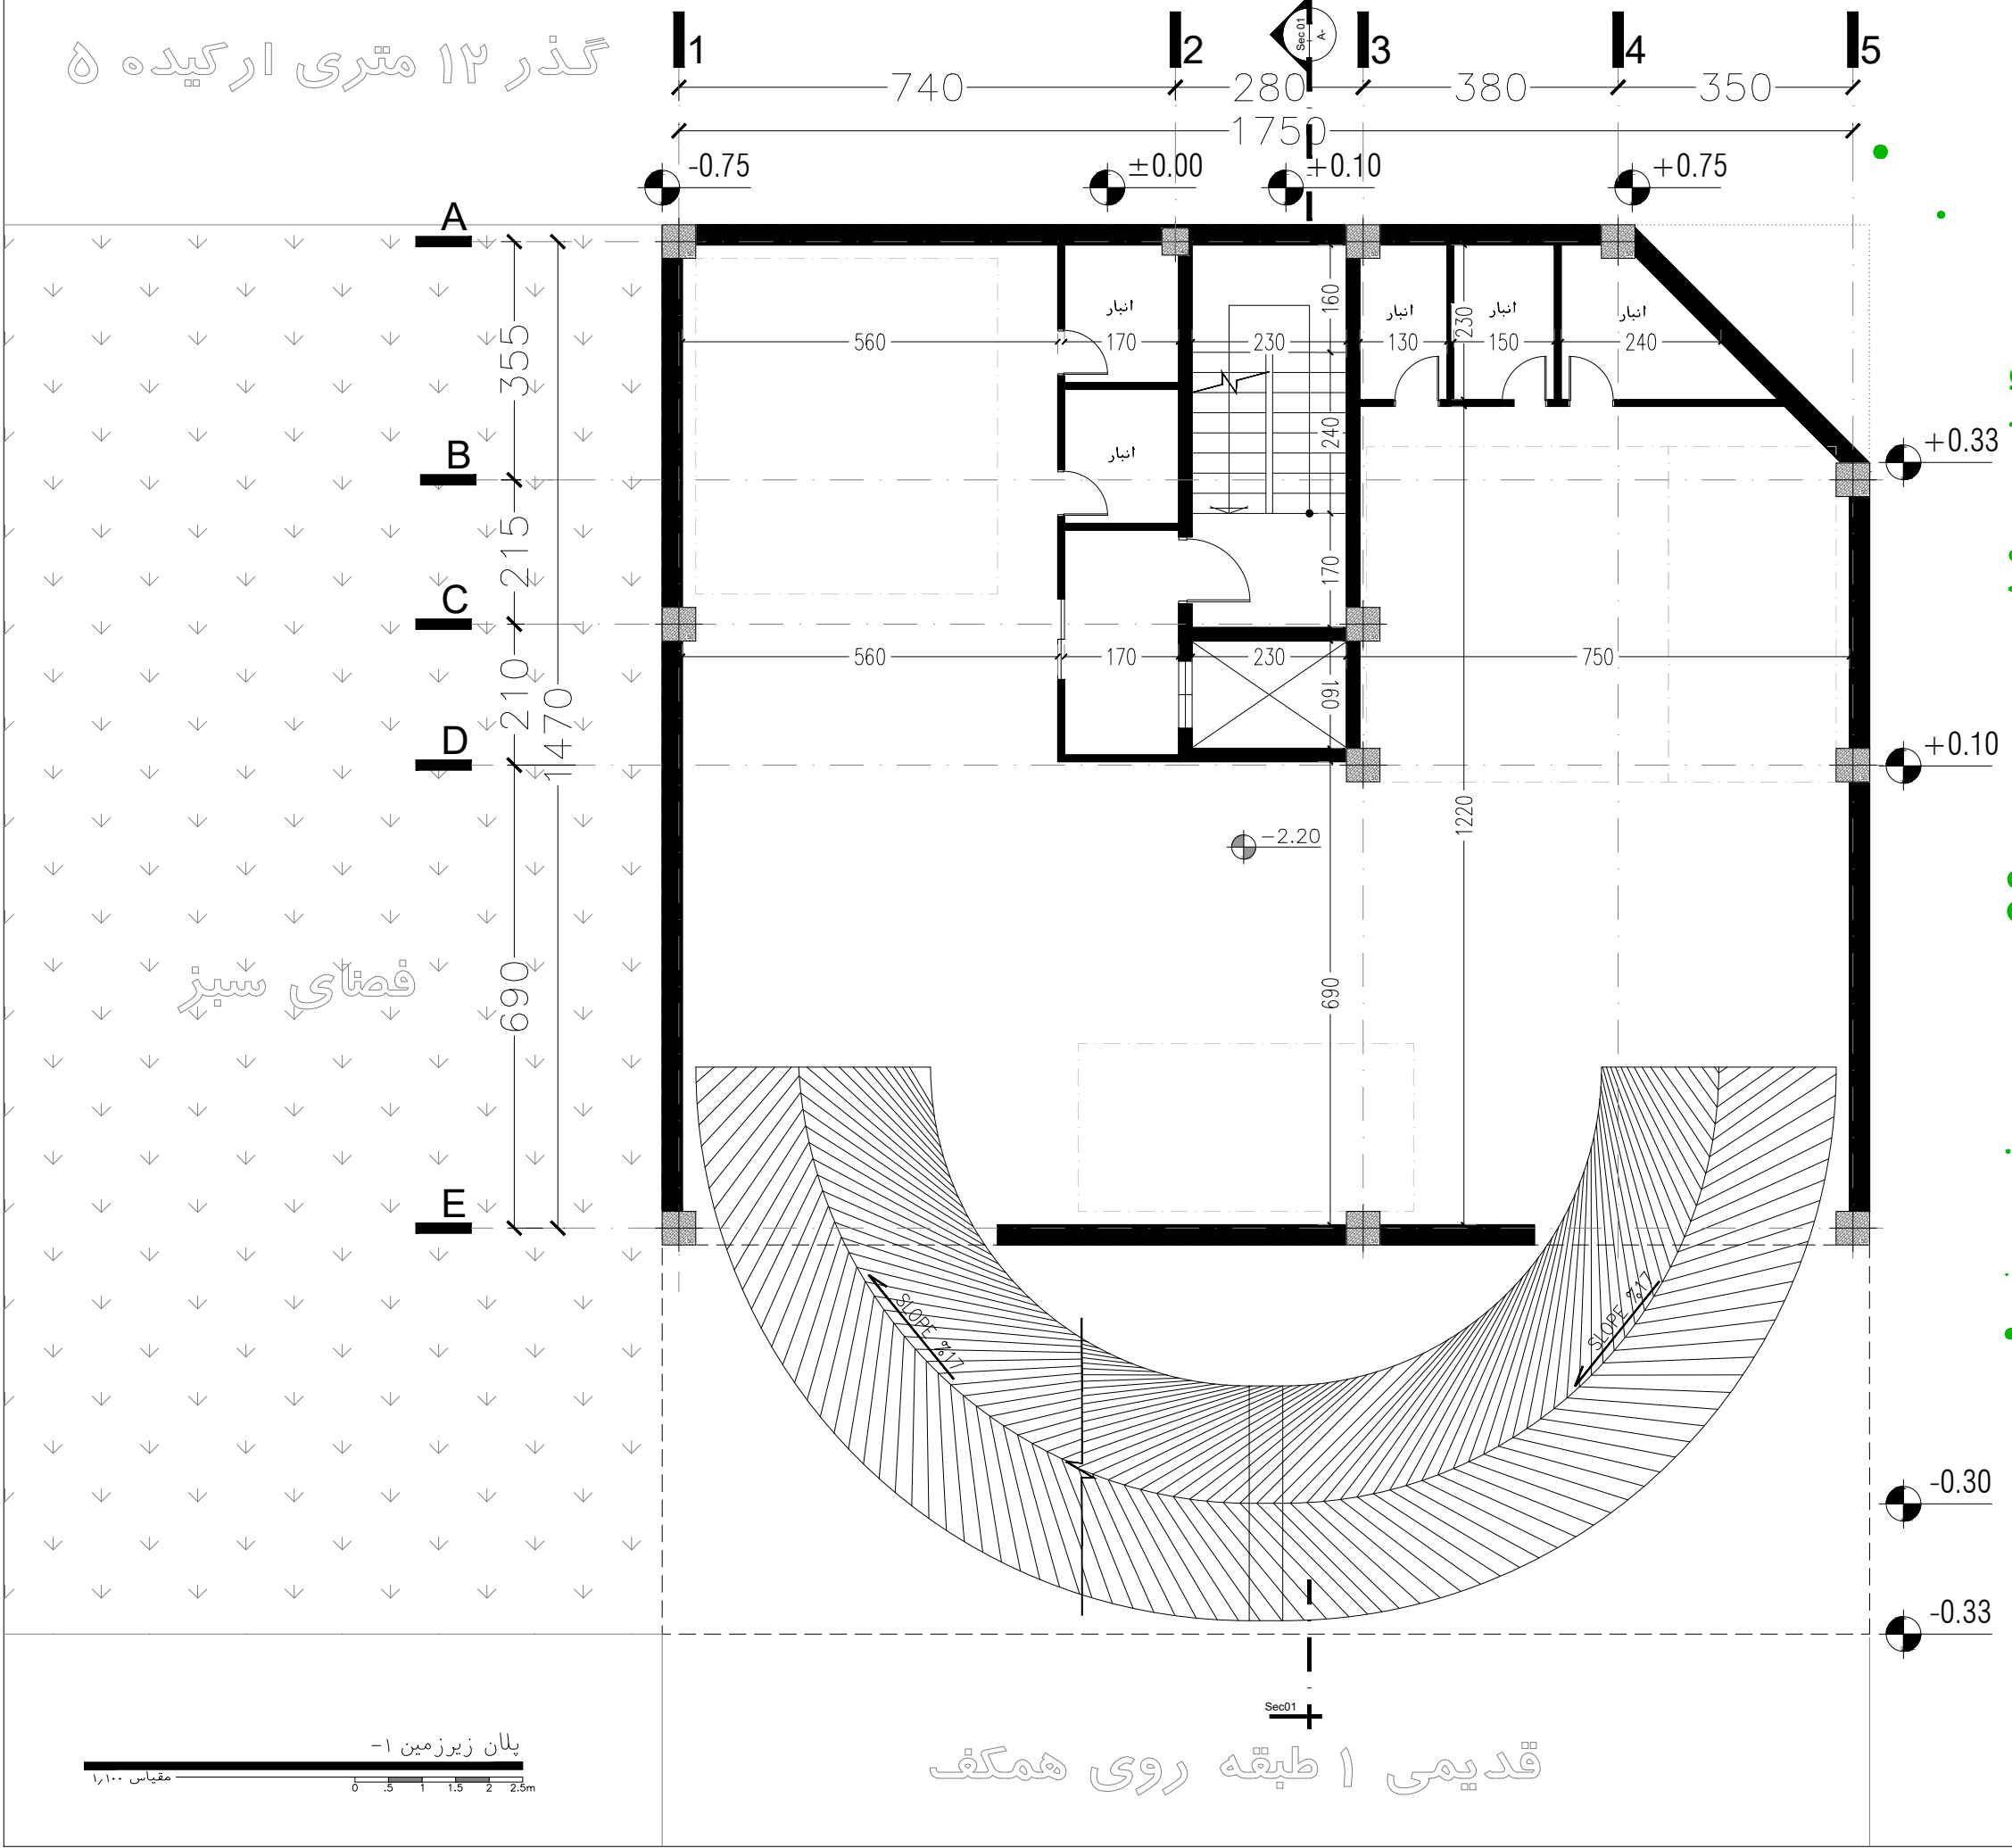 گذر ۱۲ متری ارکیده ۵
1 2 3 4 5
Sec 01
A-
740 280 380 350
1750
-0.75 ±0.00 +0.10 +0.75
A
B
C
D
E
355
215
210
690
1470
انبار
انبار
انبار
انبار
انبار
560 170 230 130 150 240
160
230
240
170
+0.33
560 170 230 750
160
+0.10
-2.20
1220
690
فضای سبز
SLOPE %17
SLOPE %17
-0.30
-0.33
Sec01
پلان زیرزمین ۱-
مقیاس ۱/۱۰۰
0 .5 1 1.5 2 2.5m
قدیمی ۱ طبقه روی همکف